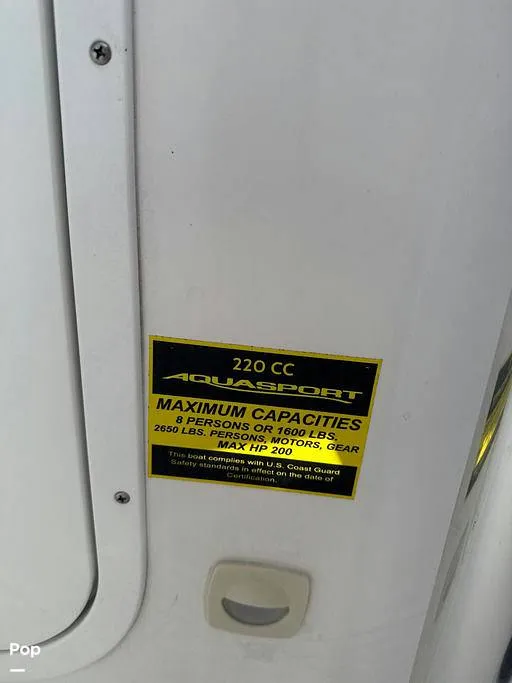 220 CC
AQUASPORT
MAXIMUM CAPACITIES
8 PERSONS OR 1600 LBS.
2650 LBS. PERSONS, MOTORS, GEAR
MAX HP 200
This boat complies with U.S. Coast Guard
Safety standards in effect on the date of
Certification.
Pop